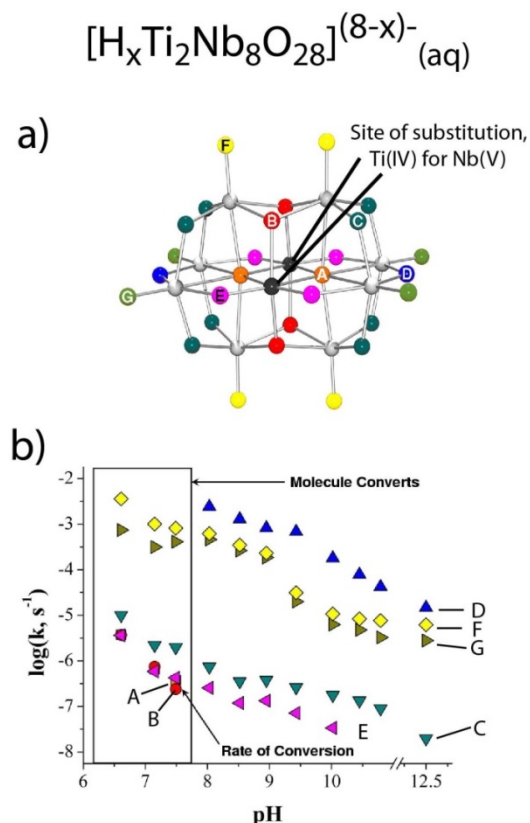 [HₓTi₂Nb₈O₂₈]⁽⁸⁻ˣ⁾⁻₍aq₎
a)
Site of substitution,
Ti(IV) for Nb(V)
F
B
C
A
D
G
E
b)
-2
-3
-4
-5
-6
-7
-8
log(k, s⁻¹)
Molecule Converts
D
F
G
A
B
E
C
Rate of Conversion
6 7 8 9 10 11 12.5
pH